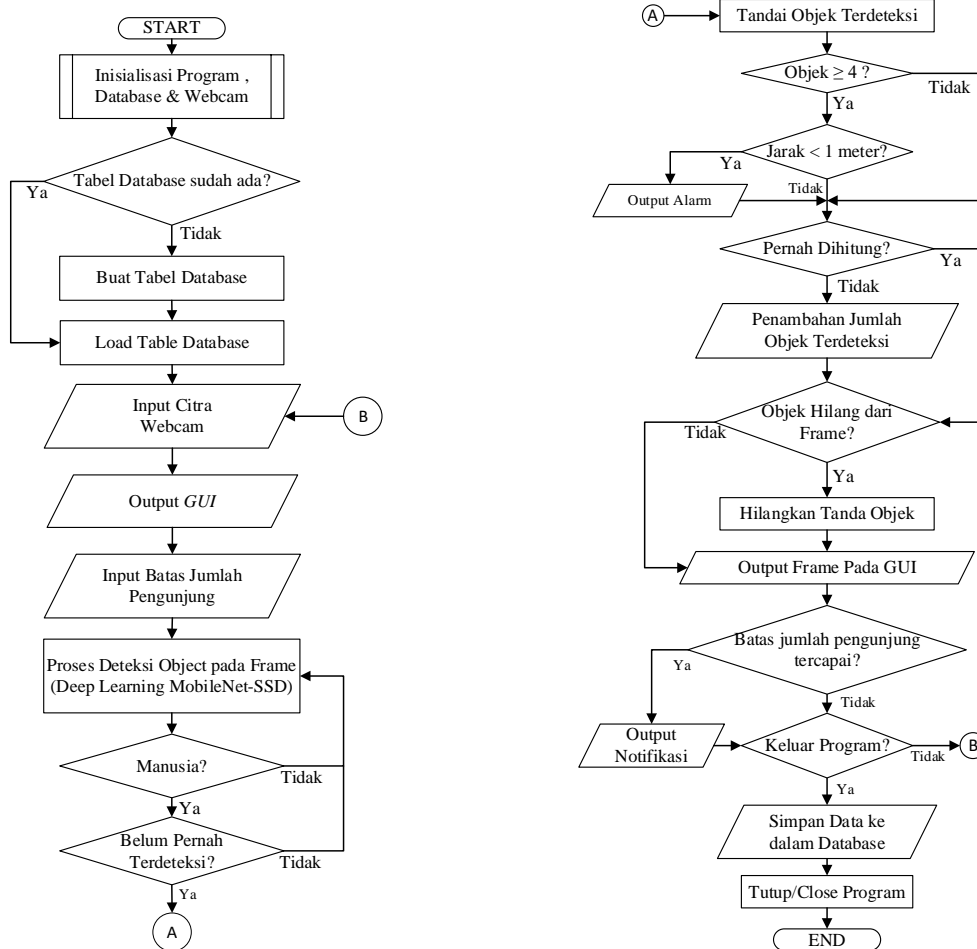 START
Inisialisasi Program ,
Database & Webcam
Tabel Database sudah ada?
Ya
Tidak
Buat Tabel Database
Load Table Database
Input Citra
Webcam
B
Output GUI
Input Batas Jumlah
Pengunjung
Proses Deteksi Object pada Frame
(Deep Learning MobileNet-SSD)
Manusia?
Tidak
Ya
Belum Pernah
Terdeteksi?
Tidak
Ya
A
A
Tandai Objek Terdeteksi
Objek ≥ 4 ?
Tidak
Ya
Jarak < 1 meter?
Ya
Tidak
Output Alarm
Pernah Dihitung?
Ya
Tidak
Penambahan Jumlah
Objek Terdeteksi
Objek Hilang dari
Frame?
Tidak
Ya
Hilangkan Tanda Objek
Output Frame Pada GUI
Batas jumlah pengunjung
tercapai?
Ya
Tidak
Output
Notifikasi
Keluar Program?
Tidak
B
Ya
Simpan Data ke
dalam Database
Tutup/Close Program
END